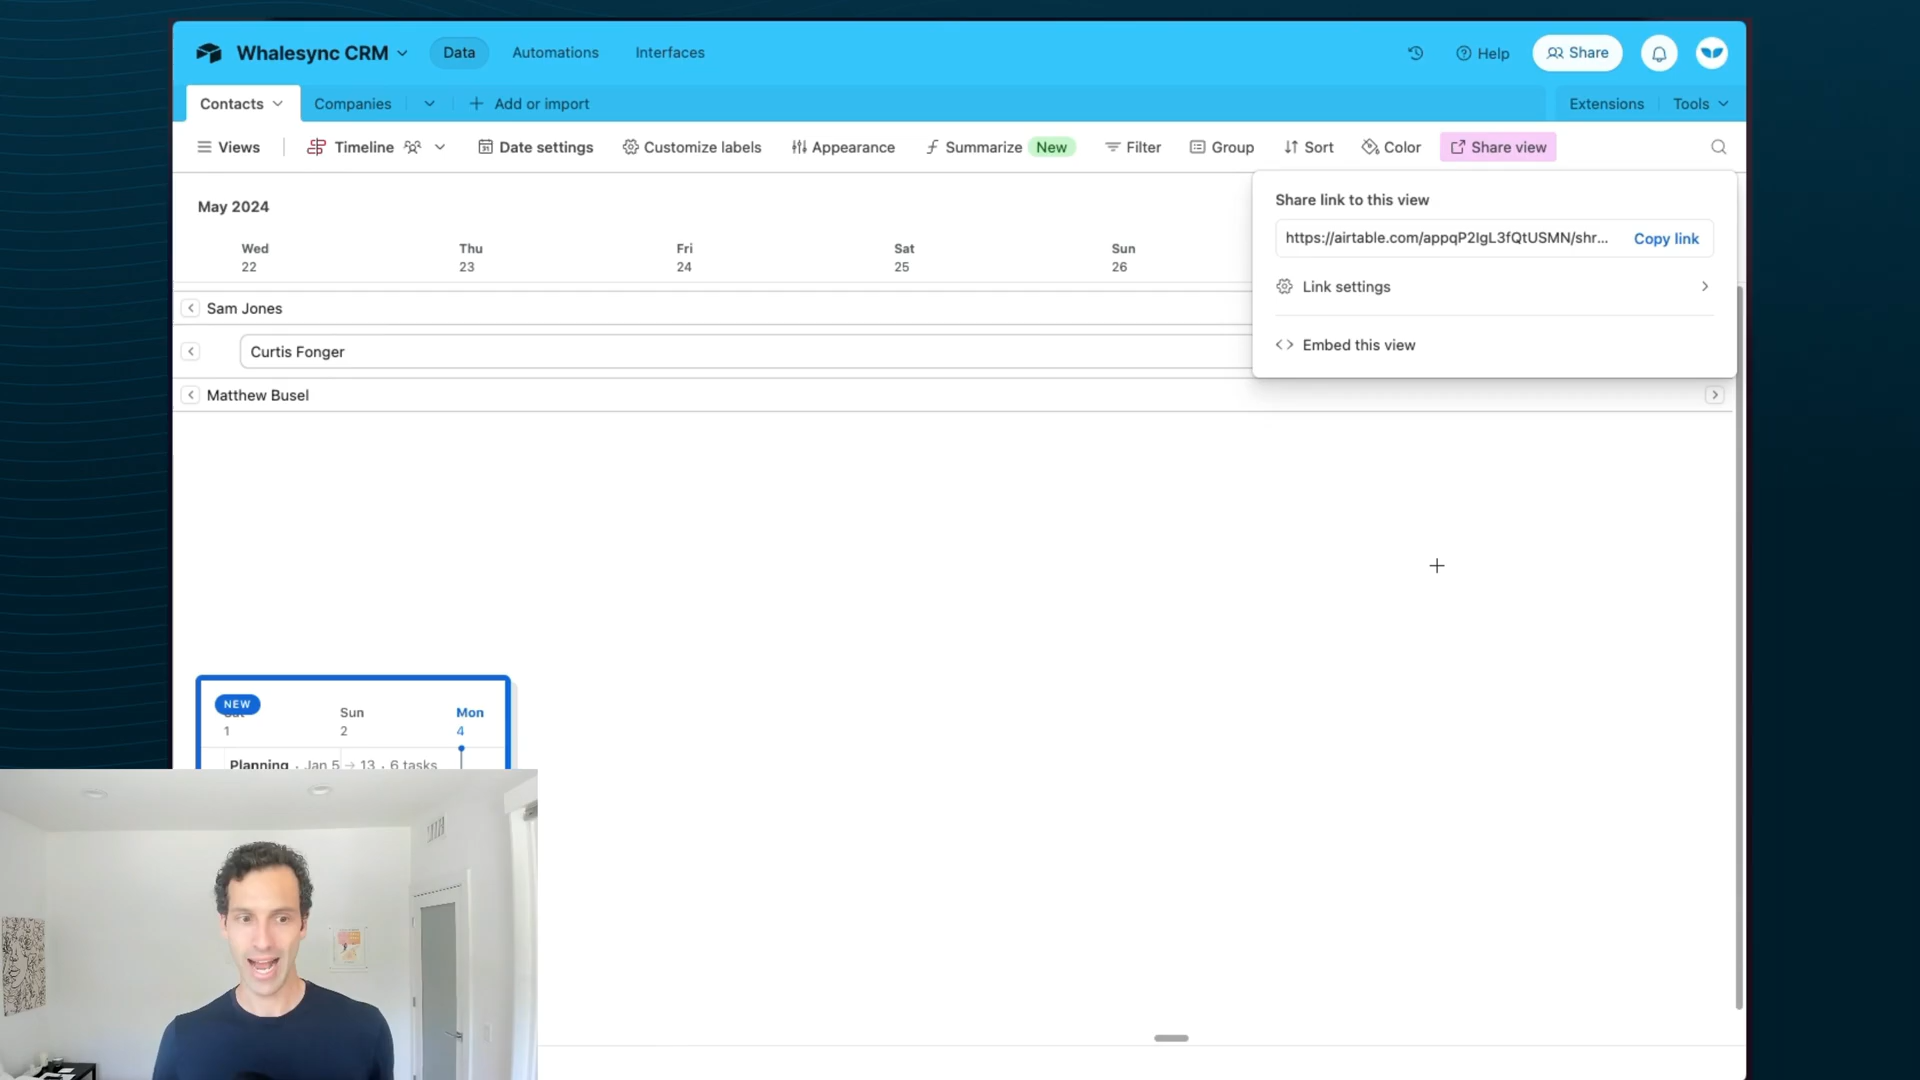 Whalesync CRM
Data
Automations
Interfaces
Help
Share
Contacts
Companies
Add or import
Extensions
Tools
Views
Timeline
Date settings
Customize labels
Appearance
Summarize
New
Filter
Group
Sort
Color
Share view
May 2024
Wed
22
Thu
23
Fri
24
Sat
25
Sun
26
Share link to this view
https://airtable.com/appqP2IgL3fQtUSMN/shr...
Copy link
Link settings
Embed this view
Sam Jones
Curtis Fonger
Matthew Busel
NEW
Sat
1
Sun
2
Mon
4
Planning · Jan 5 → 13 · 6 tasks